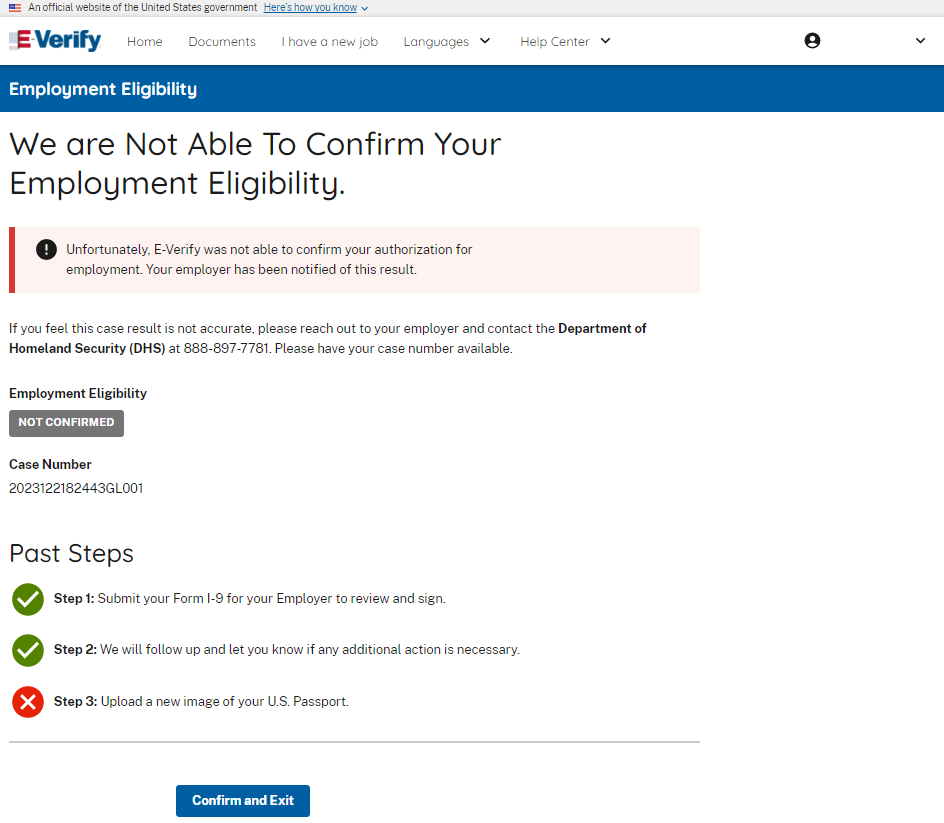 An official website of the United States government Here's how you know
E-Verify Home Documents I have a new job Languages Help Center
Employment Eligibility
We are Not Able To Confirm Your
Employment Eligibility.
Unfortunately, E-Verify was not able to confirm your authorization for
employment. Your employer has been notified of this result.
If you feel this case result is not accurate, please reach out to your employer and contact the Department of
Homeland Security (DHS) at 888-897-7781. Please have your case number available.
Employment Eligibility
NOT CONFIRMED
Case Number
2023122182443GL001
Past Steps
Step 1: Submit your Form I-9 for your Employer to review and sign.
Step 2: We will follow up and let you know if any additional action is necessary.
Step 3: Upload a new image of your U.S. Passport.
Confirm and Exit